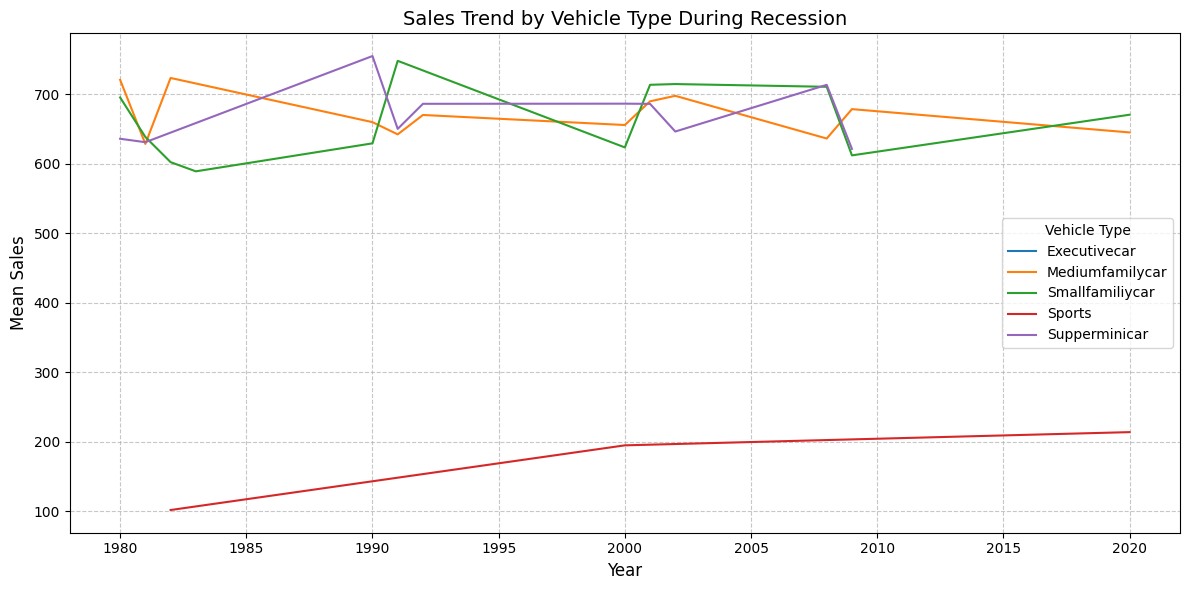 Sales Trend by Vehicle Type During Recession
Mean Sales
700
600
500
400
300
200
100
Vehicle Type
Executivecar
Mediumfamilycar
Smallfamiliycar
Sports
Supperminicar
1980 1985 1990 1995 2000 2005 2010 2015 2020
Year